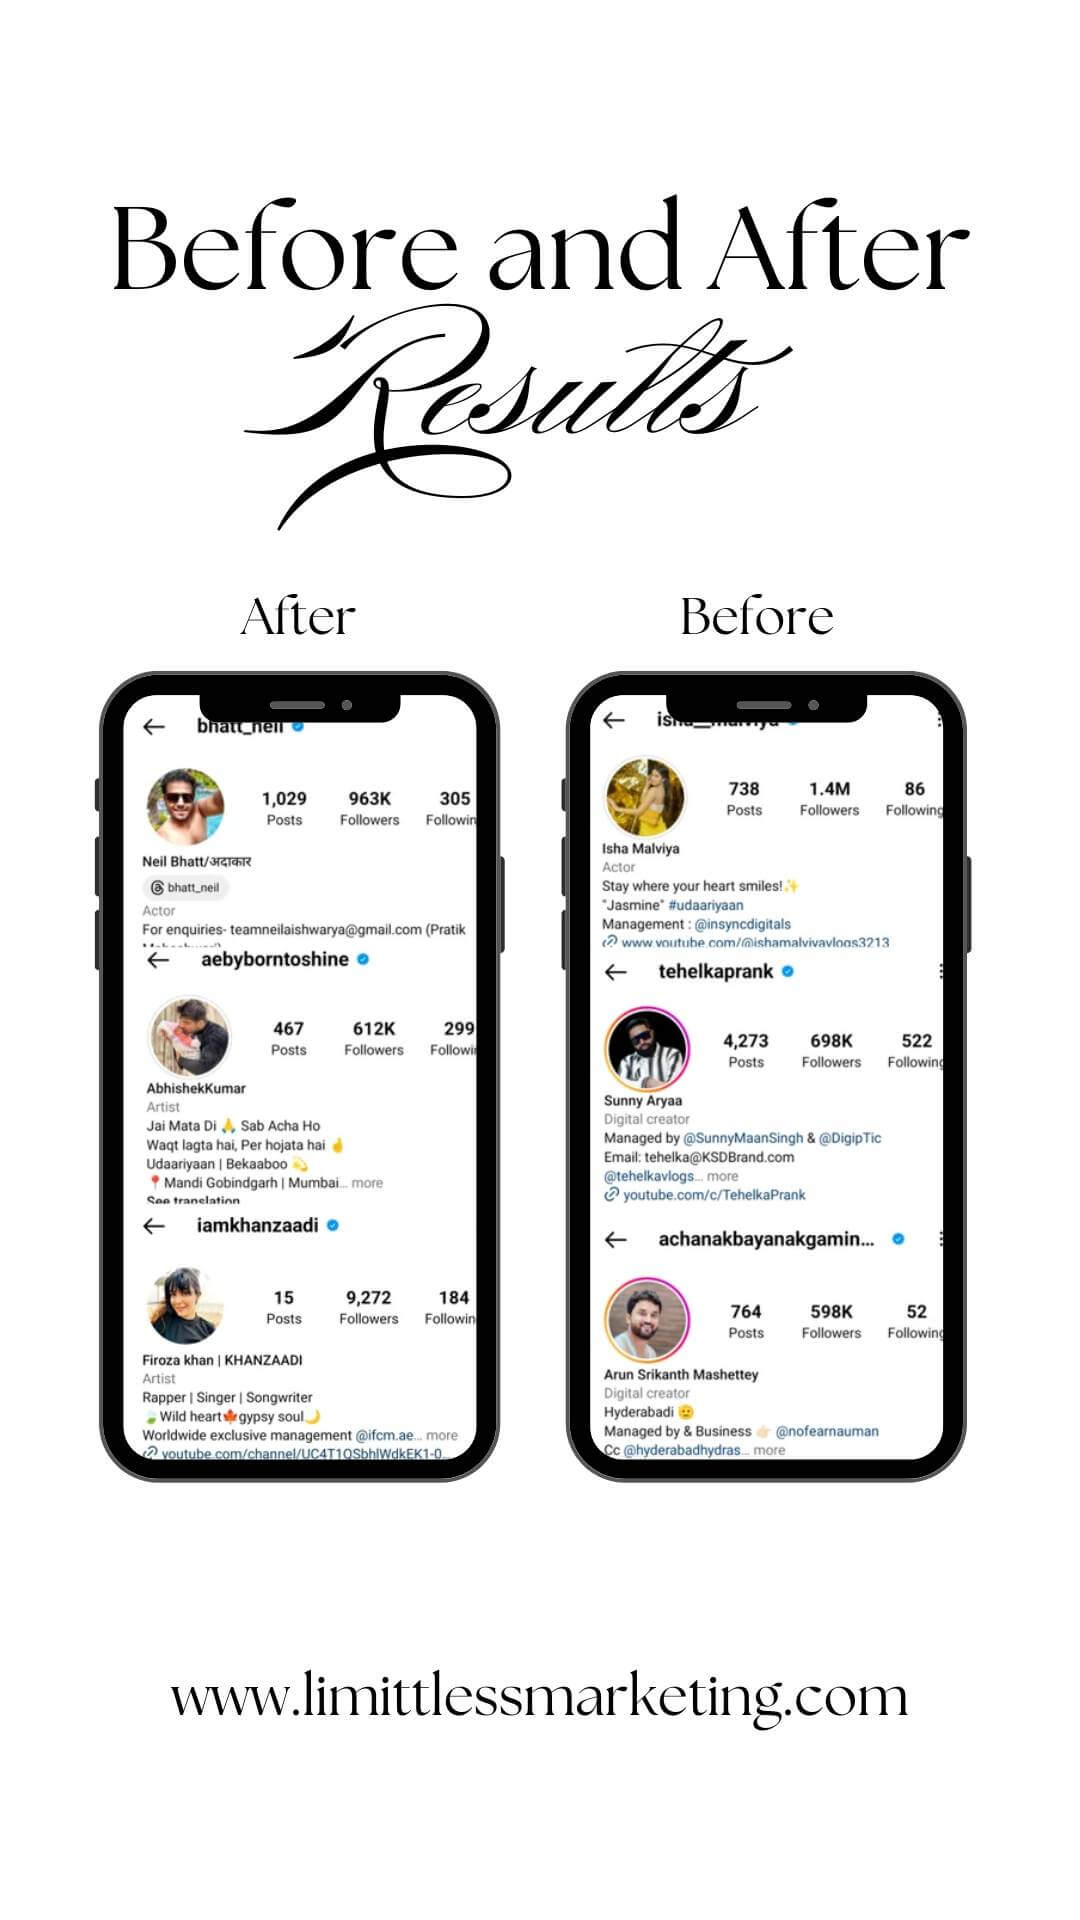 Before and After
Results
After
bhatt_neil
1,029 963K 305
Posts Followers Followin
Neil Bhatt/अदाकार
bhatt_neil
Actor
For enquiries- teamneilaishwarya@gmail.com (Pratik
aebyborntoshine
467 612K 299
Posts Followers Followi
AbhishekKumar
Artist
Jai Mata Di 🙏 Sab Acha Ho
Waqt lagta hai, Per hojata hai ☝️
Udaariyaan | Bekaaboo 💫
📍Mandi Gobindgarh | Mumbai... more
See translation
iamkhanzaadi
15 9,272 184
Posts Followers Followin
Firoza khan | KHANZAADI
Artist
Rapper | Singer | Songwriter
🍃Wild heart🍁gypsy soul🌙
Worldwide exclusive management @ifcm.ae... more
youtube.com/channel/UC4T1QSbhlWdkEK1-0...
Before
isha__malviya
738 1.4M 86
Posts Followers Following
Isha Malviya
Actor
Stay where your heart smiles!✨
"Jasmine" #udaariyaan
Management : @insyncdigitals
www.youtube.com/@ishamalviyavlogs3213
tehelkaprank
4,273 698K 522
Posts Followers Following
Sunny Aryaa
Digital creator
Managed by @SunnyMaanSingh & @DigipTic
Email: tehelka@KSDBrand.com
@tehelkavlogs... more
youtube.com/c/TehelkaPrank
achanakbayanakgamin...
764 598K 52
Posts Followers Following
Arun Srikanth Mashettey
Digital creator
Hyderabadi 🫡
Managed by & Business 👉🏻 @nofearnauman
Cc @hyderabadhydras... more
www.limittlessmarketing.com